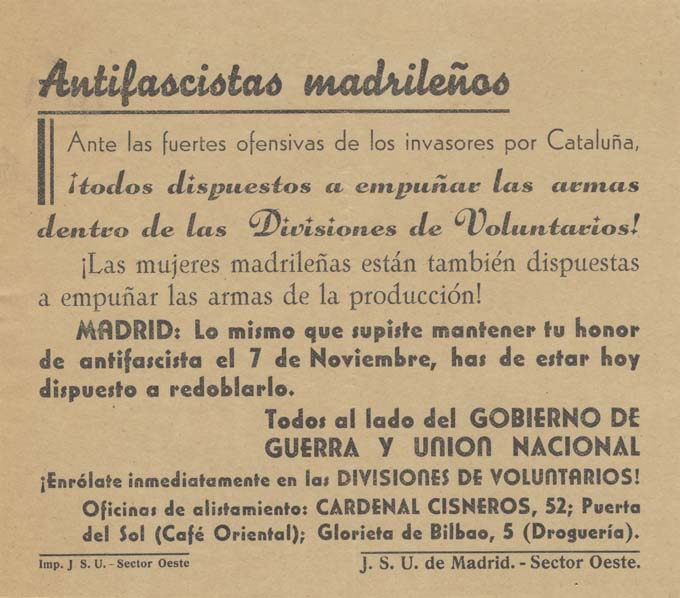 Antifascistas madrileños
Ante las fuertes ofensivas de los invasores por Cataluña,
¡todos dispuestos a empuñar las armas
dentro de las Divisiones de Voluntarios!
¡Las mujeres madrileñas están también dispuestas
a empuñar las armas de la producción!
MADRID: Lo mismo que supiste mantener tu honor
de antifascista el 7 de Noviembre, has de estar hoy
dispuesto a redoblarlo.
Todos al lado del GOBIERNO DE
GUERRA Y UNION NACIONAL
¡Enrólate inmediatamente en las DIVISIONES DE VOLUNTARIOS!
Oficinas de alistamiento: CARDENAL CISNEROS, 52; Puerta
del Sol (Café Oriental); Glorieta de Bilbao, 5 (Droguería).
Imp. J S. U. - Sector Oeste
J. S. U. de Madrid. - Sector Oeste.